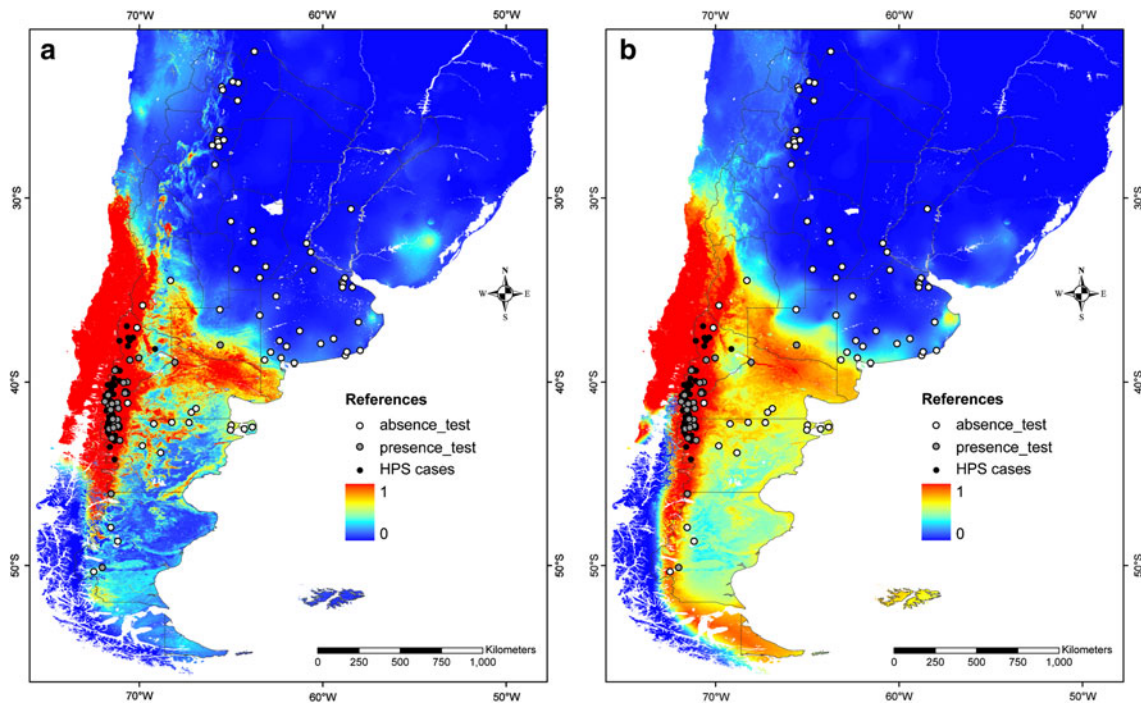 70°W 60°W 50°W
a
30°S
40°S
50°S
N
W E
S
References
absence_test
presence_test
HPS cases
1
0
Kilometers
0 250 500 750 1,000
70°W 60°W 50°W
70°W 60°W 50°W
b
30°S
40°S
50°S
30°S
40°S
50°S
N
W E
S
References
absence_test
presence_test
HPS cases
1
0
Kilometers
0 250 500 750 1,000
70°W 60°W 50°W